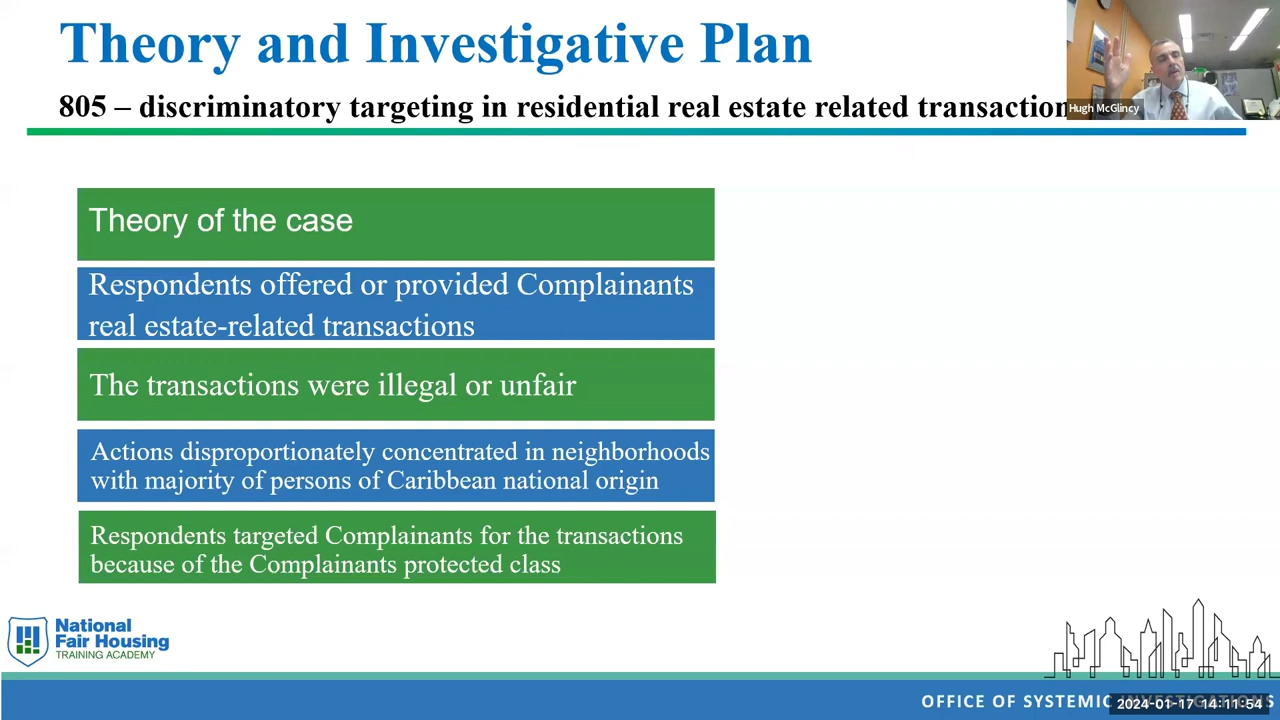 Theory and Investigative Plan
805 – discriminatory targeting in residential real estate related transaction
Hugh McGlincy
Theory of the case
Respondents offered or provided Complainants
real estate-related transactions
The transactions were illegal or unfair
Actions disproportionately concentrated in neighborhoods
with majority of persons of Caribbean national origin
Respondents targeted Complainants for the transactions
because of the Complainants protected class
National
Fair Housing
TRAINING ACADEMY
OFFICE OF SYSTEMIC INVESTIGATIONS
2024-01-17 14:11:54